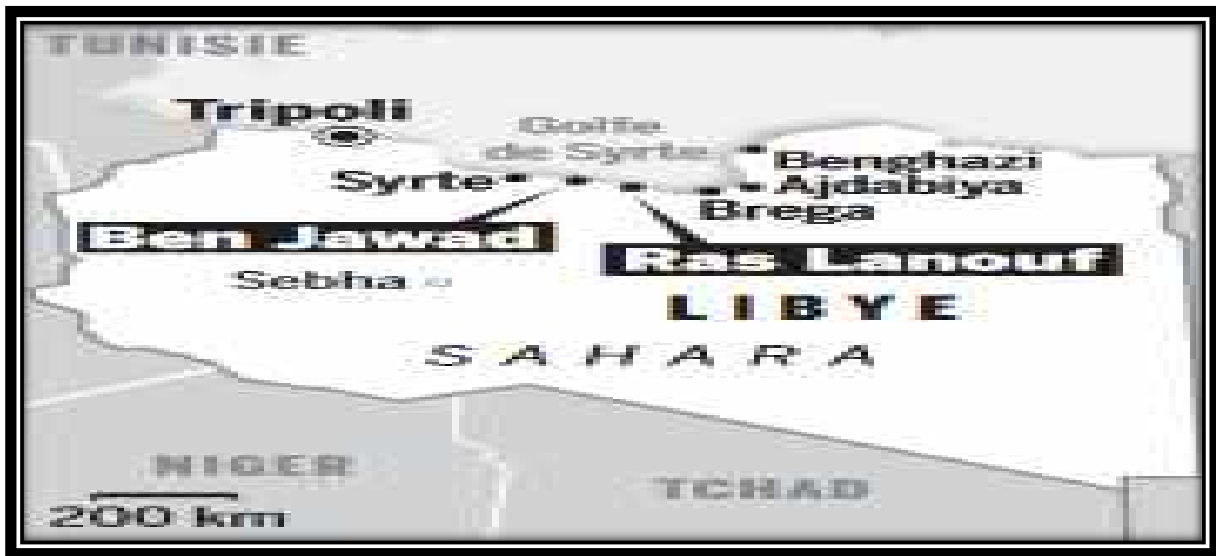 TUNISIE
Tripoli
Golfe
de Syrte
Benghazi
Syrte
Ajdabiya
Brega
Ben Jawad
Ras Lanouf
Sebha
LIBYE
SAHARA
NIGER
TCHAD
200 km